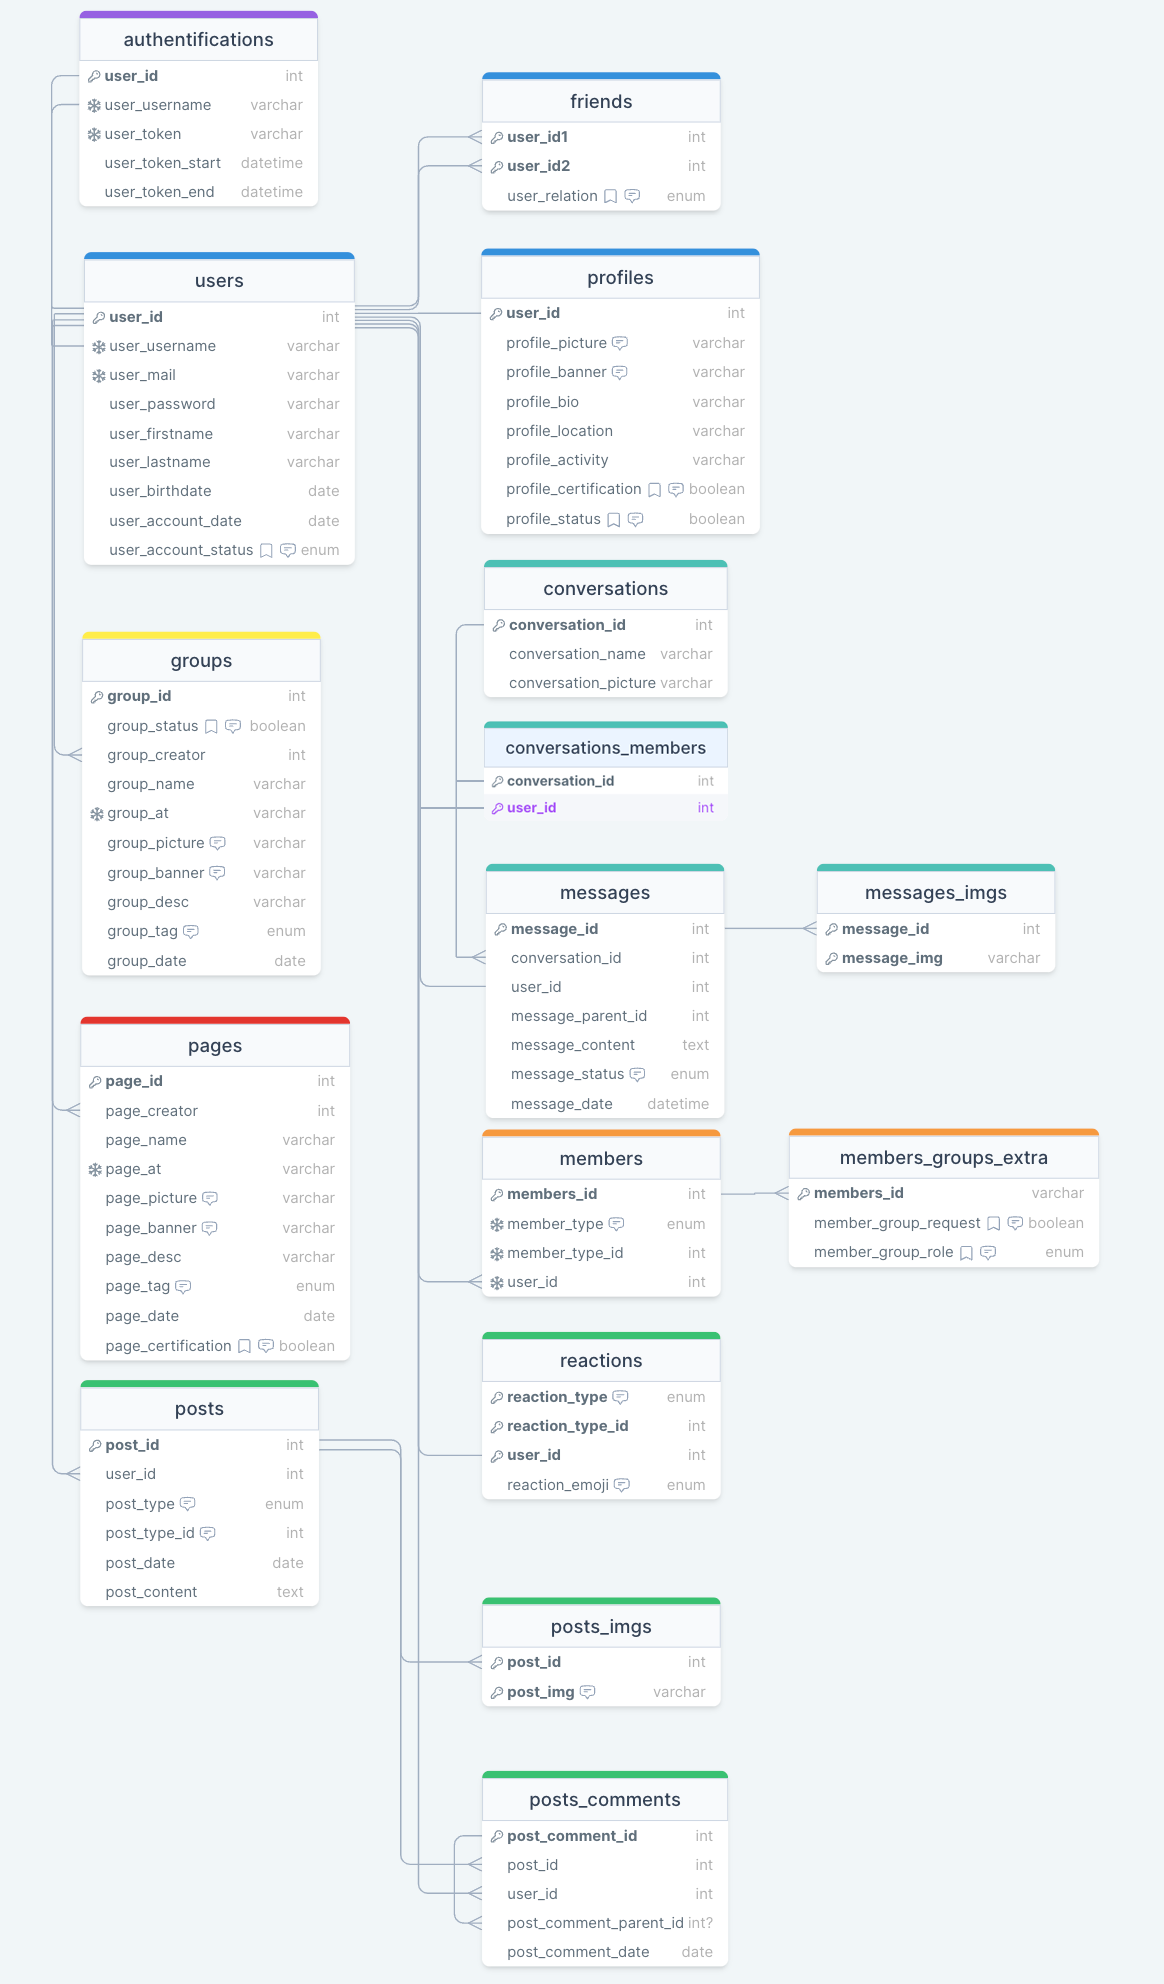 authentifications
user_id int
user_username varchar
user_token varchar
user_token_start datetime
user_token_end datetime
friends
user_id1 int
user_id2 int
user_relation enum
users
user_id int
user_username varchar
user_mail varchar
user_password varchar
user_firstname varchar
user_lastname varchar
user_birthdate date
user_account_date date
user_account_status enum
profiles
user_id int
profile_picture varchar
profile_banner varchar
profile_bio varchar
profile_location varchar
profile_activity varchar
profile_certification boolean
profile_status boolean
conversations
conversation_id int
conversation_name varchar
conversation_picture varchar
groups
group_id int
group_status boolean
group_creator int
group_name varchar
group_at varchar
group_picture varchar
group_banner varchar
group_desc varchar
group_tag enum
group_date date
conversations_members
conversation_id int
user_id int
messages
message_id int
conversation_id int
user_id int
message_parent_id int
message_content text
message_status enum
message_date datetime
messages_imgs
message_id int
message_img varchar
pages
page_id int
page_creator int
page_name varchar
page_at varchar
page_picture varchar
page_banner varchar
page_desc varchar
page_tag enum
page_date date
page_certification boolean
members
members_id int
member_type enum
member_type_id int
user_id int
members_groups_extra
members_id varchar
member_group_request boolean
member_group_role enum
reactions
reaction_type enum
reaction_type_id int
user_id int
reaction_emoji enum
posts
post_id int
user_id int
post_type enum
post_type_id int
post_date date
post_content text
posts_imgs
post_id int
post_img varchar
posts_comments
post_comment_id int
post_id int
user_id int
post_comment_parent_id int?
post_comment_date date